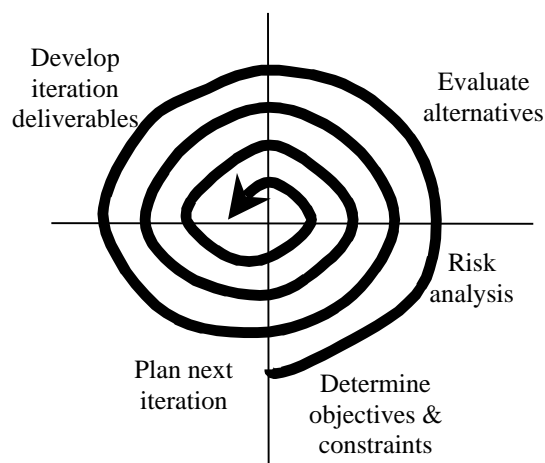 Develop
iteration
deliverables
Evaluate
alternatives
Risk
analysis
Plan next
iteration
Determine
objectives &
constraints